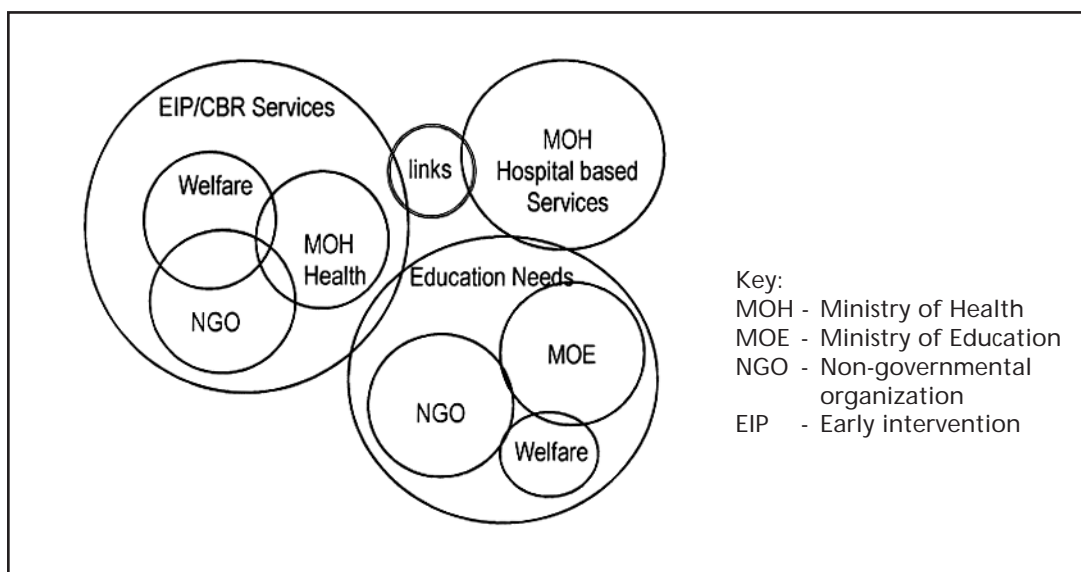 EIP/CBR Services
Welfare
MOH
Health
NGO
links
MOH
Hospital based
Services
Education Needs
MOE
NGO
Welfare
Key:
MOH - Ministry of Health
MOE - Ministry of Education
NGO - Non-governmental
organization
EIP - Early intervention